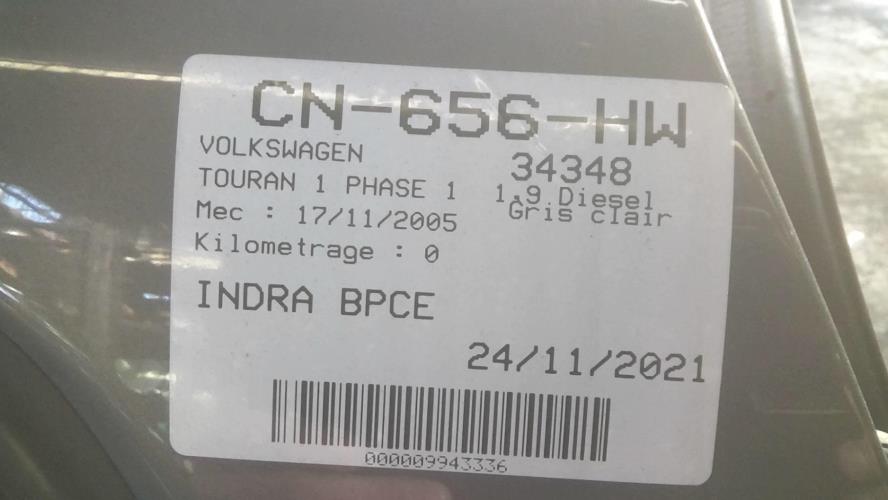 CN-656-HW
VOLKSWAGEN
34348
TOURAN 1 PHASE 1
1.9 Diesel
Gris clair
Mec : 17/11/2005
Kilometrage : 0
INDRA BPCE
24/11/2021
000009943336